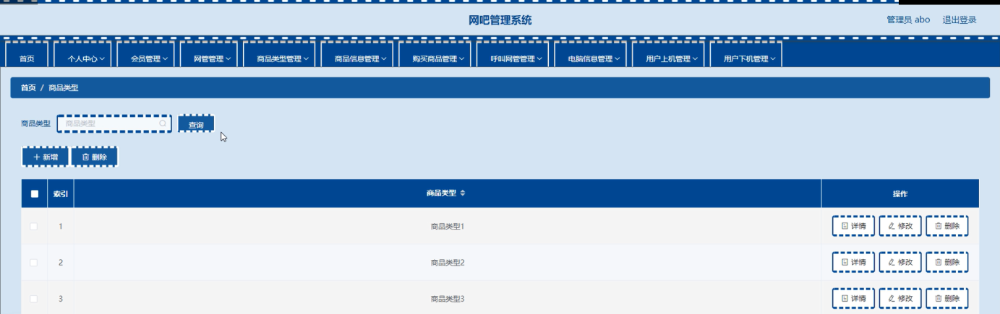 网吧管理系统
管理员 abo 退出登录
首页 个人中心 会员管理 网管管理 商品类型管理 商品信息管理 购买商品管理 呼叫网管管理 电脑信息管理 用户上机管理 用户下机管理
首页 / 商品类型
商品类型 商品类型 查询
新增 删除
索引 商品类型 操作
1 商品类型1 详情 修改 删除
2 商品类型2 详情 修改 删除
3 商品类型3 详情 修改 删除